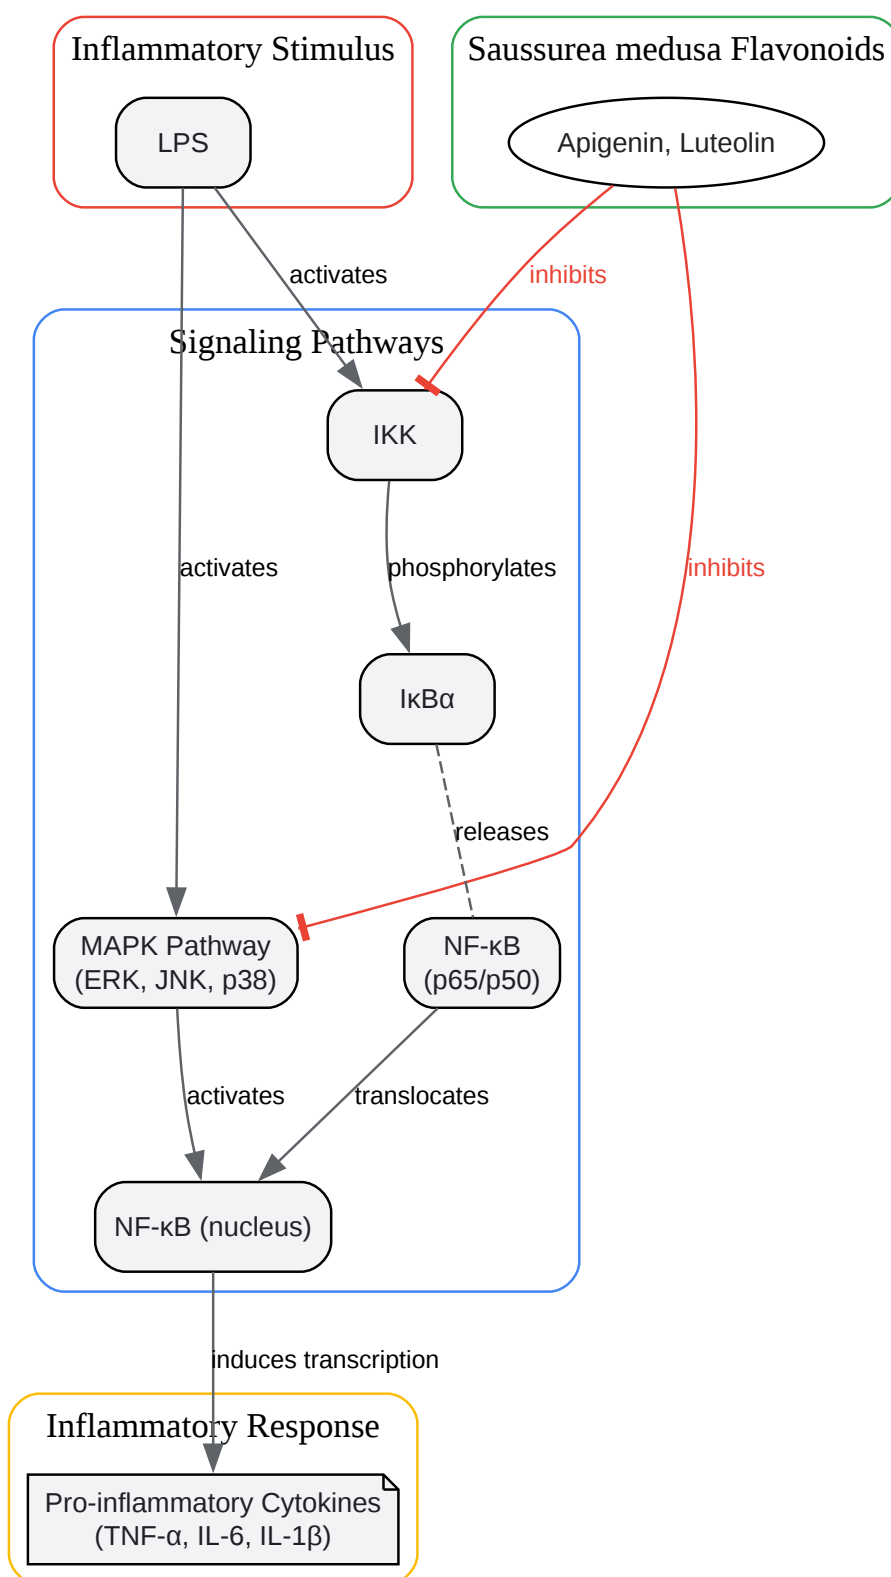 Inflammatory Stimulus
LPS
Saussurea medusa Flavonoids
Apigenin, Luteolin
activates
inhibits
Signaling Pathways
IKK
activates
phosphorylates
inhibits
IκBα
releases
MAPK Pathway
(ERK, JNK, p38)
NF-κB
(p65/p50)
activates
translocates
NF-κB (nucleus)
induces transcription
Inflammatory Response
Pro-inflammatory Cytokines
(TNF-α, IL-6, IL-1β)